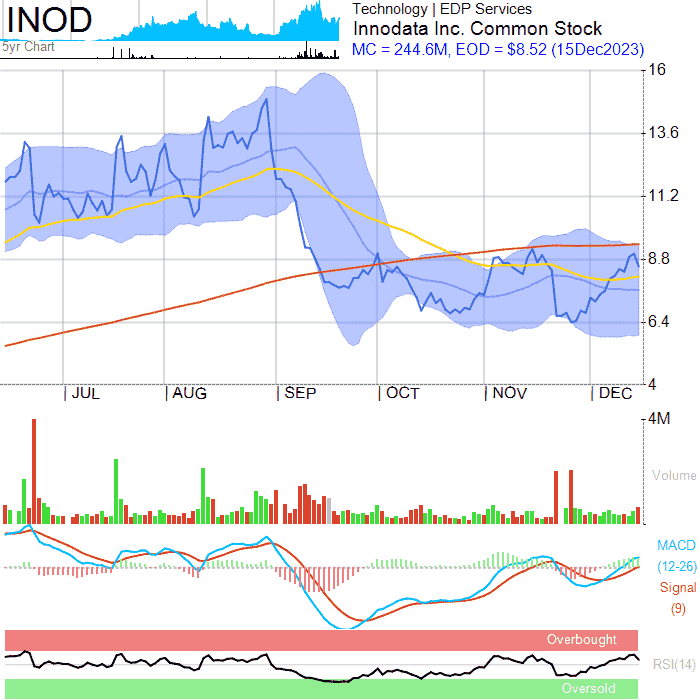 INOD
5yr Chart
Technology | EDP Services
Innodata Inc. Common Stock
MC = 244.6M, EOD = $8.52 (15Dec2023)
16
13.6
11.2
8.8
6.4
4
JUL
AUG
SEP
OCT
NOV
DEC
4M
Volume
MACD
(12-26)
Signal
(9)
Overbought
RSI(14)
Oversold